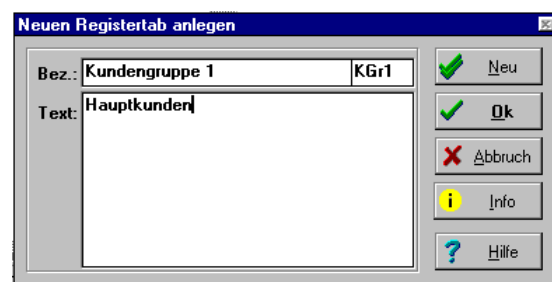 Neuen Registertab anlegen
Bez.: Kundengruppe 1 KGr1
Text: Hauptkunden
Neu
Ok
Abbruch
i Info
? Hilfe